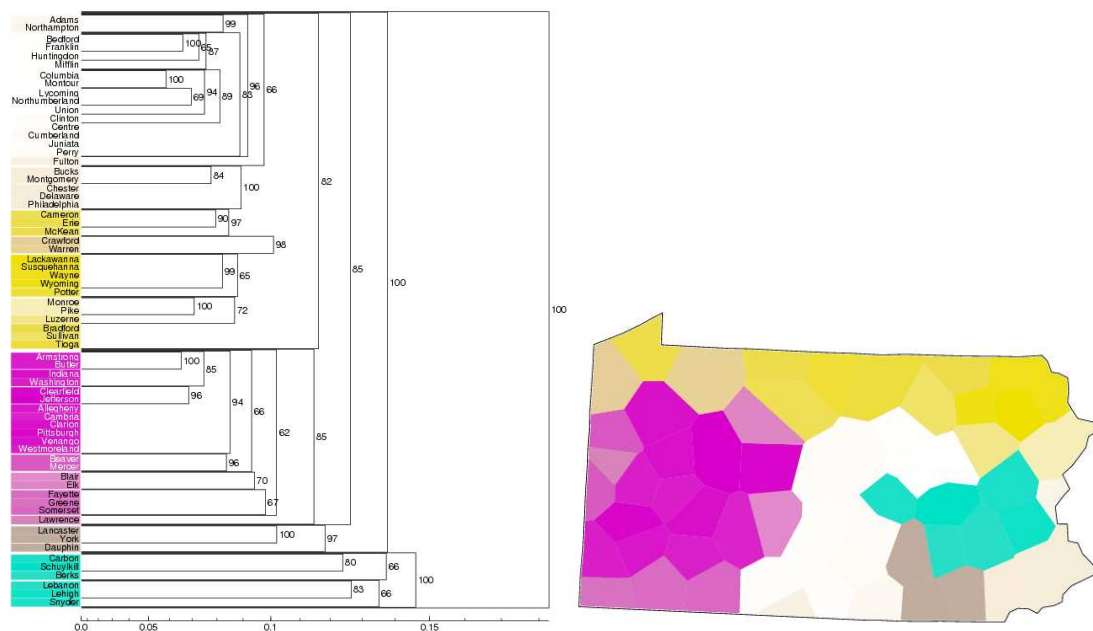 Adams
Northampton
99
Bedford
Franklin
100
65
87
Huntingdon
Mifflin
Columbia
Montour
100
94
89
83
96
66
Lycoming
Northumberland
69
Union
Clinton
Centre
Cumberland
Juniata
Perry
Fulton
Bucks
Montgomery
84
82
Chester
Delaware
Philadelphia
100
Cameron
Erie
90
97
McKean
Crawford
Warren
98
Lackawanna
Susquehanna
Wayne
99
65
85
Wyoming
Potter
100
Monroe
Pike
100
72
100
Luzerne
Bradford
Sullivan
Tioga
Armstrong
Butler
100
85
Indiana
Washington
Clearfield
Jefferson
96
94
66
62
85
Allegheny
Cambria
Clarion
Pittsburgh
Venango
Westmoreland
Beaver
Mercer
96
Blair
Elk
70
Fayette
Greene
Somerset
67
Lawrence
Lancaster
York
100
97
Dauphin
Carbon
Schuylkill
80
66
100
Berks
Lebanon
Lehigh
83
66
Snyder
0.0 0.05 0.1 0.15